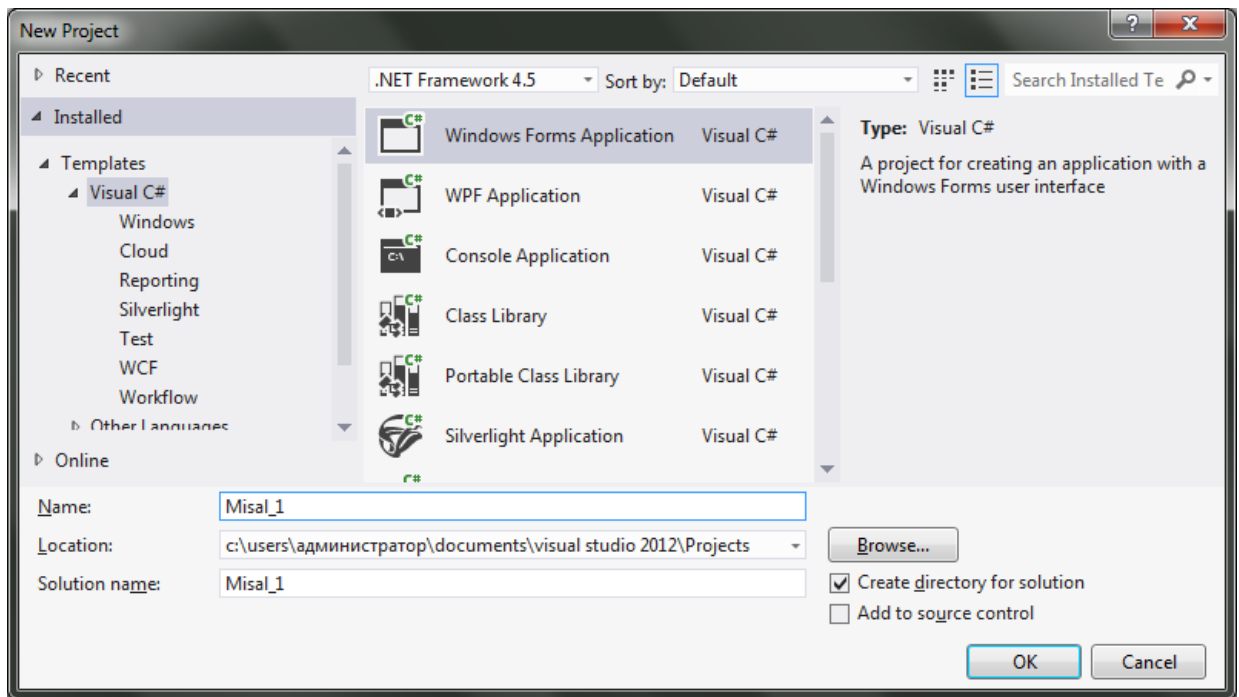 New Project
?
X
Recent
.NET Framework 4.5
Sort by: Default
Search Installed Te
Installed
Templates
Visual C#
Windows
Cloud
Reporting
Silverlight
Test
WCF
Workflow
Other Languages
Online
C# Windows Forms Application Visual C#
C# WPF Application Visual C#
C# C:\ Console Application Visual C#
C# Class Library Visual C#
C# Portable Class Library Visual C#
C# Silverlight Application Visual C#
C#
Type: Visual C#
A project for creating an application with a
Windows Forms user interface
Name: Misal_1
Location: c:\users\администратор\documents\visual studio 2012\Projects
Browse...
Solution name: Misal_1
Create directory for solution
Add to source control
OK
Cancel